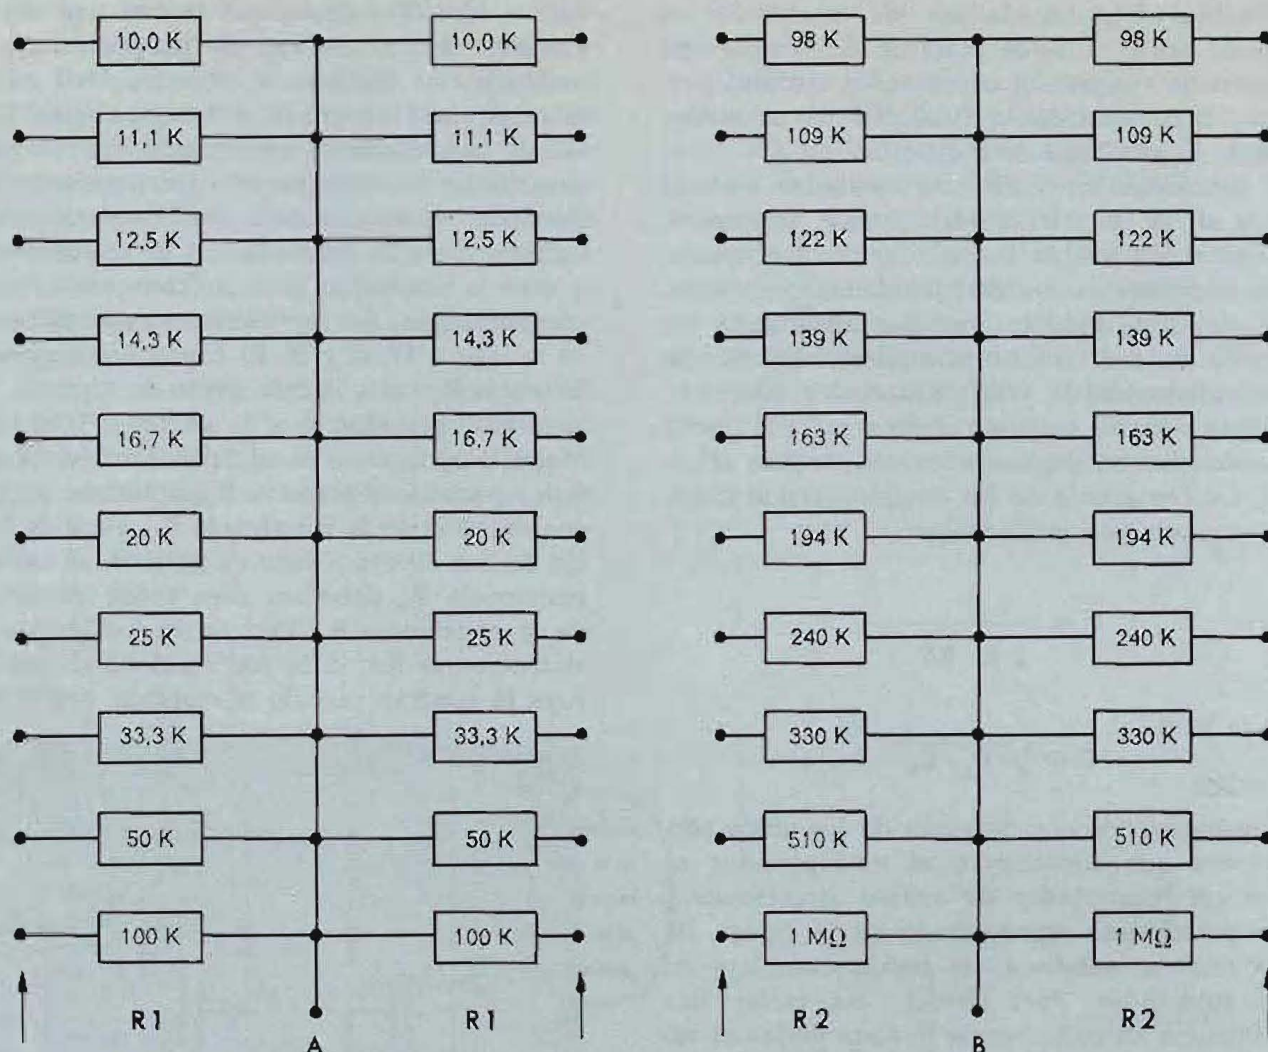 10,0 K 10,0 K 98 K 98 K
11,1 K 11,1 K 109 K 109 K
12,5 K 12,5 K 122 K 122 K
14,3 K 14,3 K 139 K 139 K
16,7 K 16,7 K 163 K 163 K
20 K 20 K 194 K 194 K
25 K 25 K 240 K 240 K
33,3 K 33,3 K 330 K 330 K
50 K 50 K 510 K 510 K
100 K 100 K 1 MΩ 1 MΩ
R1 R1 R2 R2
A B